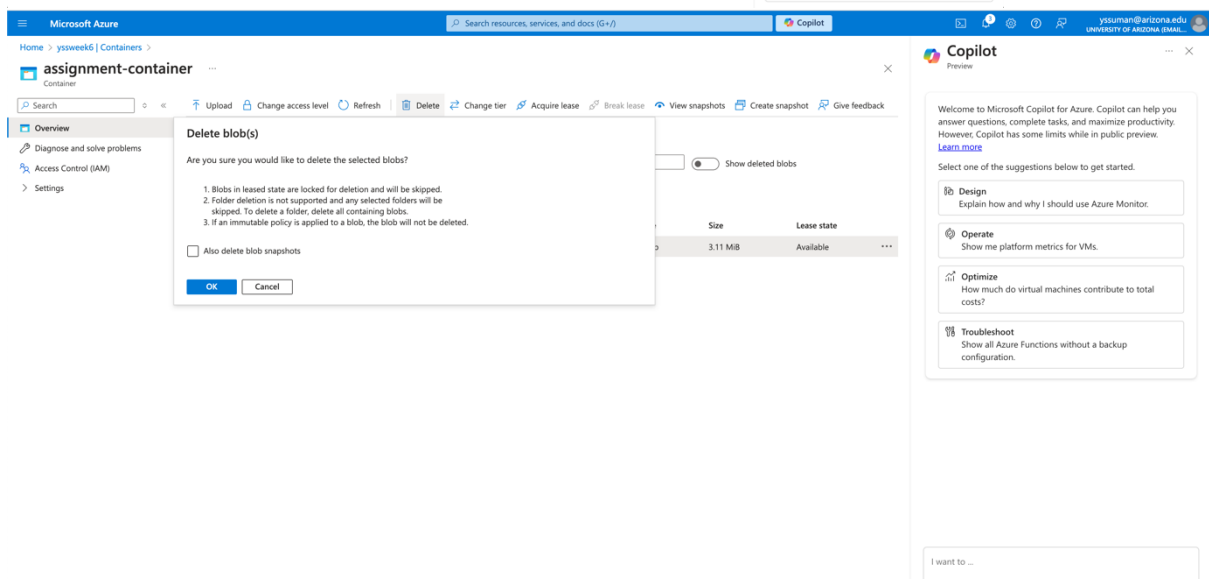 Microsoft Azure
Search resources, services, and docs (G+/)
Copilot
yssuman@arizona.edu
UNIVERSITY OF ARIZONA (EMAIL...
Home > yssweek6 | Containers >
assignment-container ...
Container
Search
Upload
Change access level
Refresh
Delete
Change tier
Acquire lease
Break lease
View snapshots
Create snapshot
Give feedback
Overview
Diagnose and solve problems
Access Control (IAM)
Settings
Delete blob(s)
Are you sure you would like to delete the selected blobs?
1. Blobs in leased state are locked for deletion and will be skipped.
2. Folder deletion is not supported and any selected folders will be
skipped. To delete a folder, delete all containing blobs.
3. If an immutable policy is applied to a blob, the blob will not be deleted.
Also delete blob snapshots
OK
Cancel
Show deleted blobs
Size
Lease state
3.11 MiB
Available
Copilot
Preview
Welcome to Microsoft Copilot for Azure. Copilot can help you
answer questions, complete tasks, and maximize productivity.
However, Copilot has some limits while in public preview.
Learn more
Select one of the suggestions below to get started.
Design
Explain how and why I should use Azure Monitor.
Operate
Show me platform metrics for VMs.
Optimize
How much do virtual machines contribute to total
costs?
Troubleshoot
Show all Azure Functions without a backup
configuration.
I want to ...